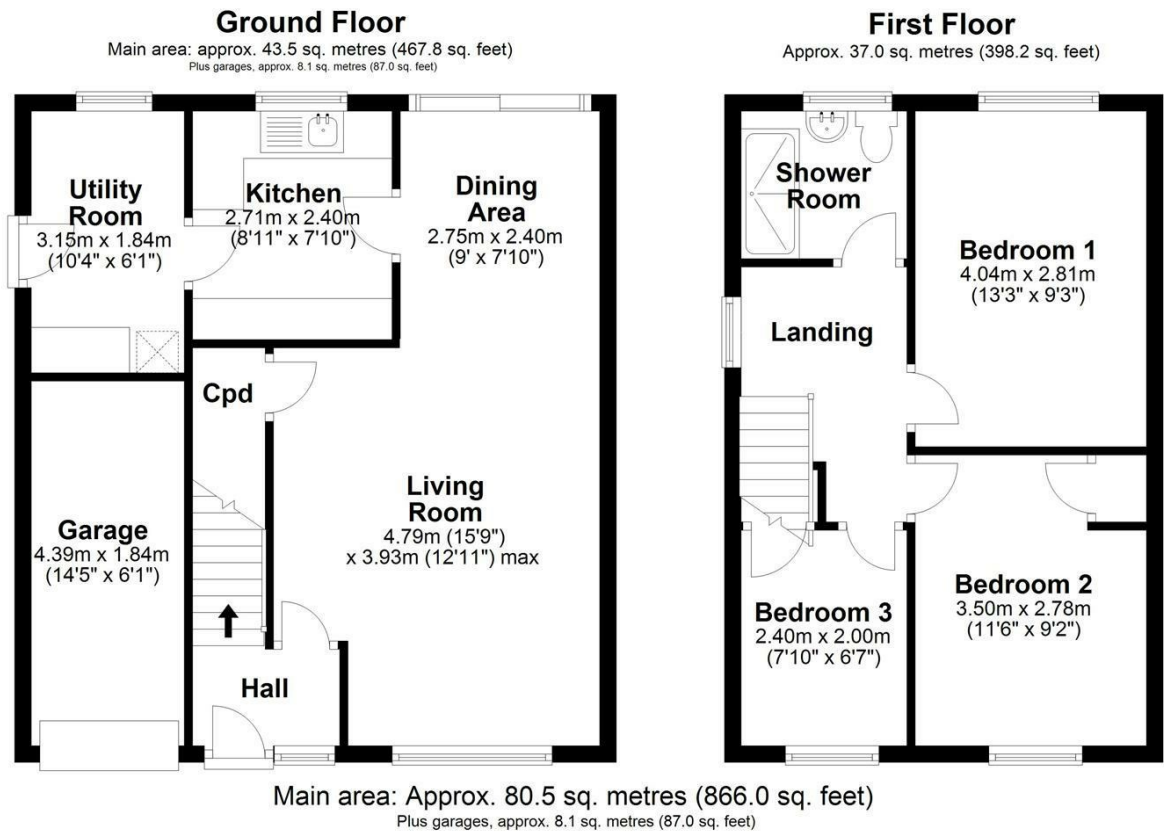 Ground Floor
Main area: approx. 43.5 sq. metres (467.8 sq. feet)
Plus garages, approx. 8.1 sq. metres (87.0 sq. feet)
Utility
Room
3.15m x 1.84m
(10'4" x 6'1")
Kitchen
2.71m x 2.40m
(8'11" x 7'10")
Dining
Area
2.75m x 2.40m
(9' x 7'10")
Cpd
Living
Room
4.79m (15'9")
x 3.93m (12'11") max
Garage
4.39m x 1.84m
(14'5" x 6'1")
Hall
First Floor
Approx. 37.0 sq. metres (398.2 sq. feet)
Shower
Room
Bedroom 1
4.04m x 2.81m
(13'3" x 9'3")
Landing
Bedroom 2
3.50m x 2.78m
(11'6" x 9'2")
Bedroom 3
2.40m x 2.00m
(7'10" x 6'7")
Main area: Approx. 80.5 sq. metres (866.0 sq. feet)
Plus garages, approx. 8.1 sq. metres (87.0 sq. feet)